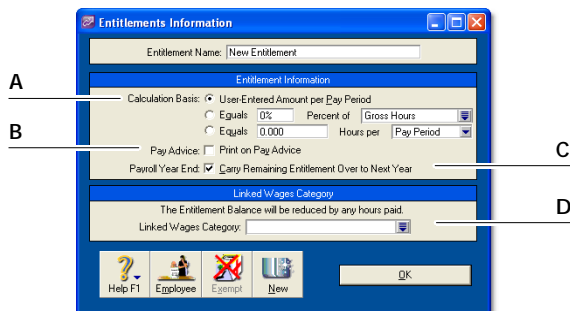 Entitlements Information
Entitlement Name: New Entitlement
Entitlement Information
A
Calculation Basis: User-Entered Amount per Pay Period
Equals 0% Percent of Gross Hours
Equals 0.000 Hours per Pay Period
B
Pay Advice: Print on Pay Advice
C
Payroll Year End: Carry Remaining Entitlement Over to Next Year
Linked Wages Category
D
The Entitlement Balance will be reduced by any hours paid.
Linked Wages Category:
Help F1 Employee Exempt New OK